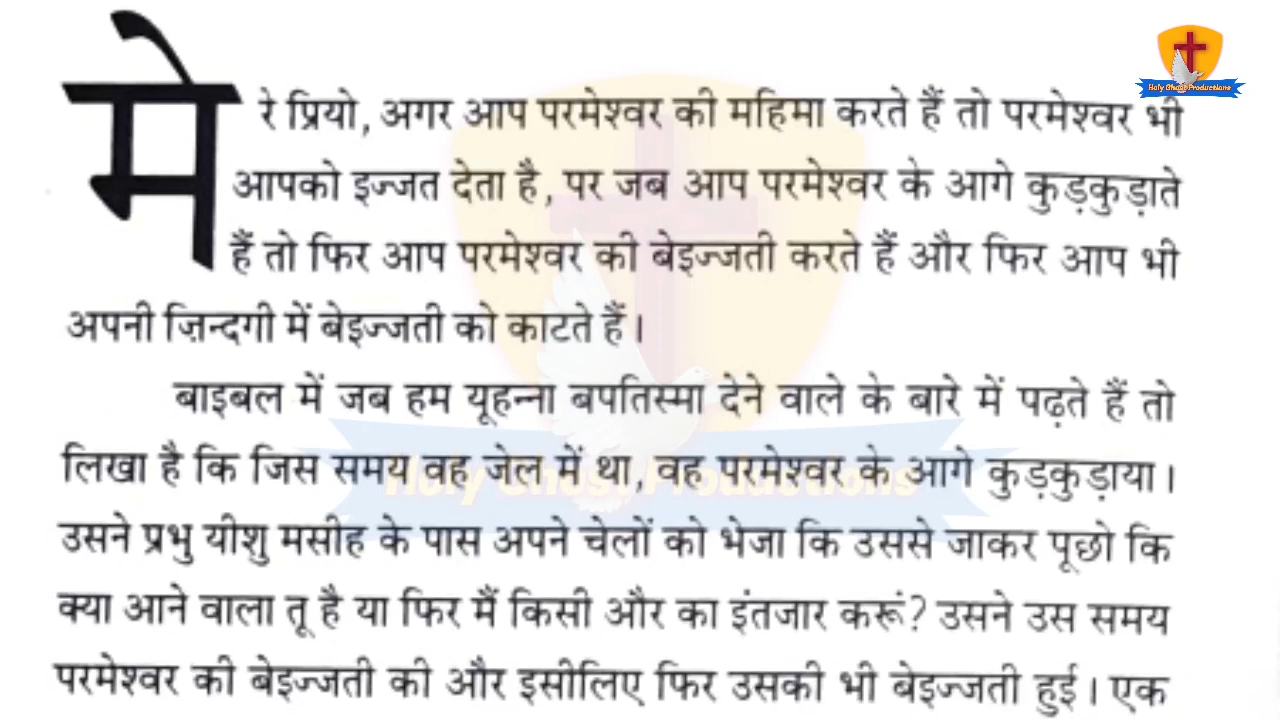 मेरे प्रियो, अगर आप परमेश्वर की महिमा करते हैं तो परमेश्वर भी
आपको इज्जत देता है, पर जब आप परमेश्वर के आगे कुड़कुड़ाते
हैं तो फिर आप परमेश्वर की बेइज्जती करते हैं और फिर आप भी
अपनी ज़िन्दगी में बेइज्जती को काटते हैं।
बाइबल में जब हम यूहन्ना बपतिस्मा देने वाले के बारे में पढ़ते हैं तो
लिखा है कि जिस समय वह जेल में था, वह परमेश्वर के आगे कुड़कुड़ाया।
उसने प्रभु यीशु मसीह के पास अपने चेलों को भेजा कि उससे जाकर पूछो कि
क्या आने वाला तू है या फिर मैं किसी और का इंतजार करूं? उसने उस समय
परमेश्वर की बेइज्जती की और इसीलिए फिर उसकी भी बेइज्जती हुई। एक
Holy Ghost Productions
Holy Ghost Productions